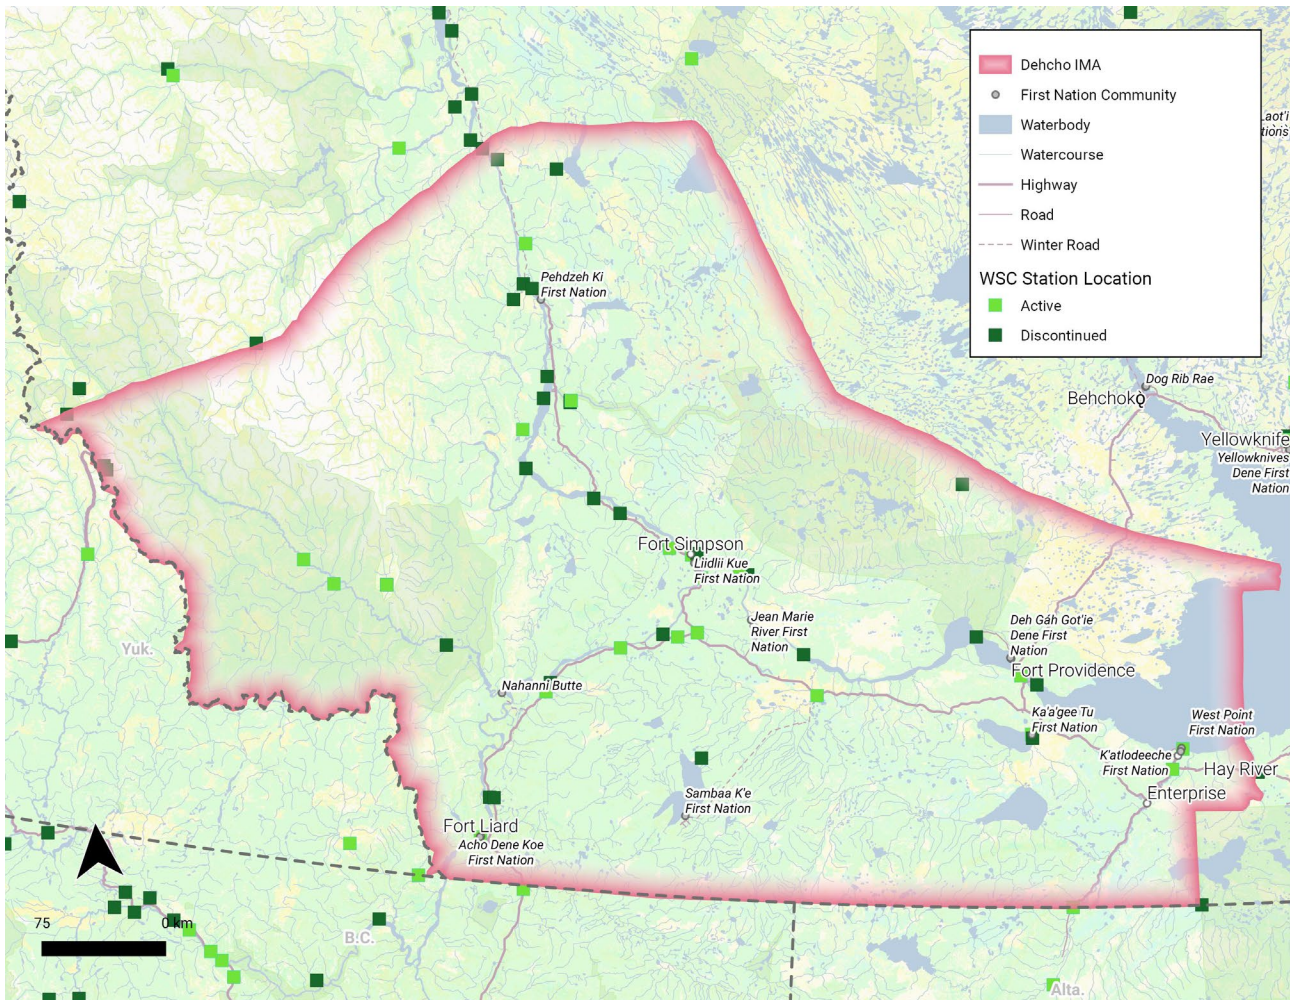 Dehcho IMA
First Nation Community
Waterbody
Watercourse
Highway
Road
Winter Road
WSC Station Location
Active
Discontinued
Laot'i
Pehdzeh Ki
First Nation
Dog Rib Rae
Behchokǫ
Yellowknife
Yellowknives
Dene First
Nation
Fort Simpson
Liidlii Kue
First Nation
Jean Marie
River First
Nation
Deh Gáh Got'ie
Dene First
Nation
Fort Providence
Yuk.
Nahanni Butte
Ka'a'gee Tu
First Nation
West Point
First Nation
K'atlodeeche
First Nation
Hay River
Enterprise
Sambaa K'e
First Nation
Fort Liard
Acho Dene Koe
First Nation
75
0 km
B.C.
Alta.